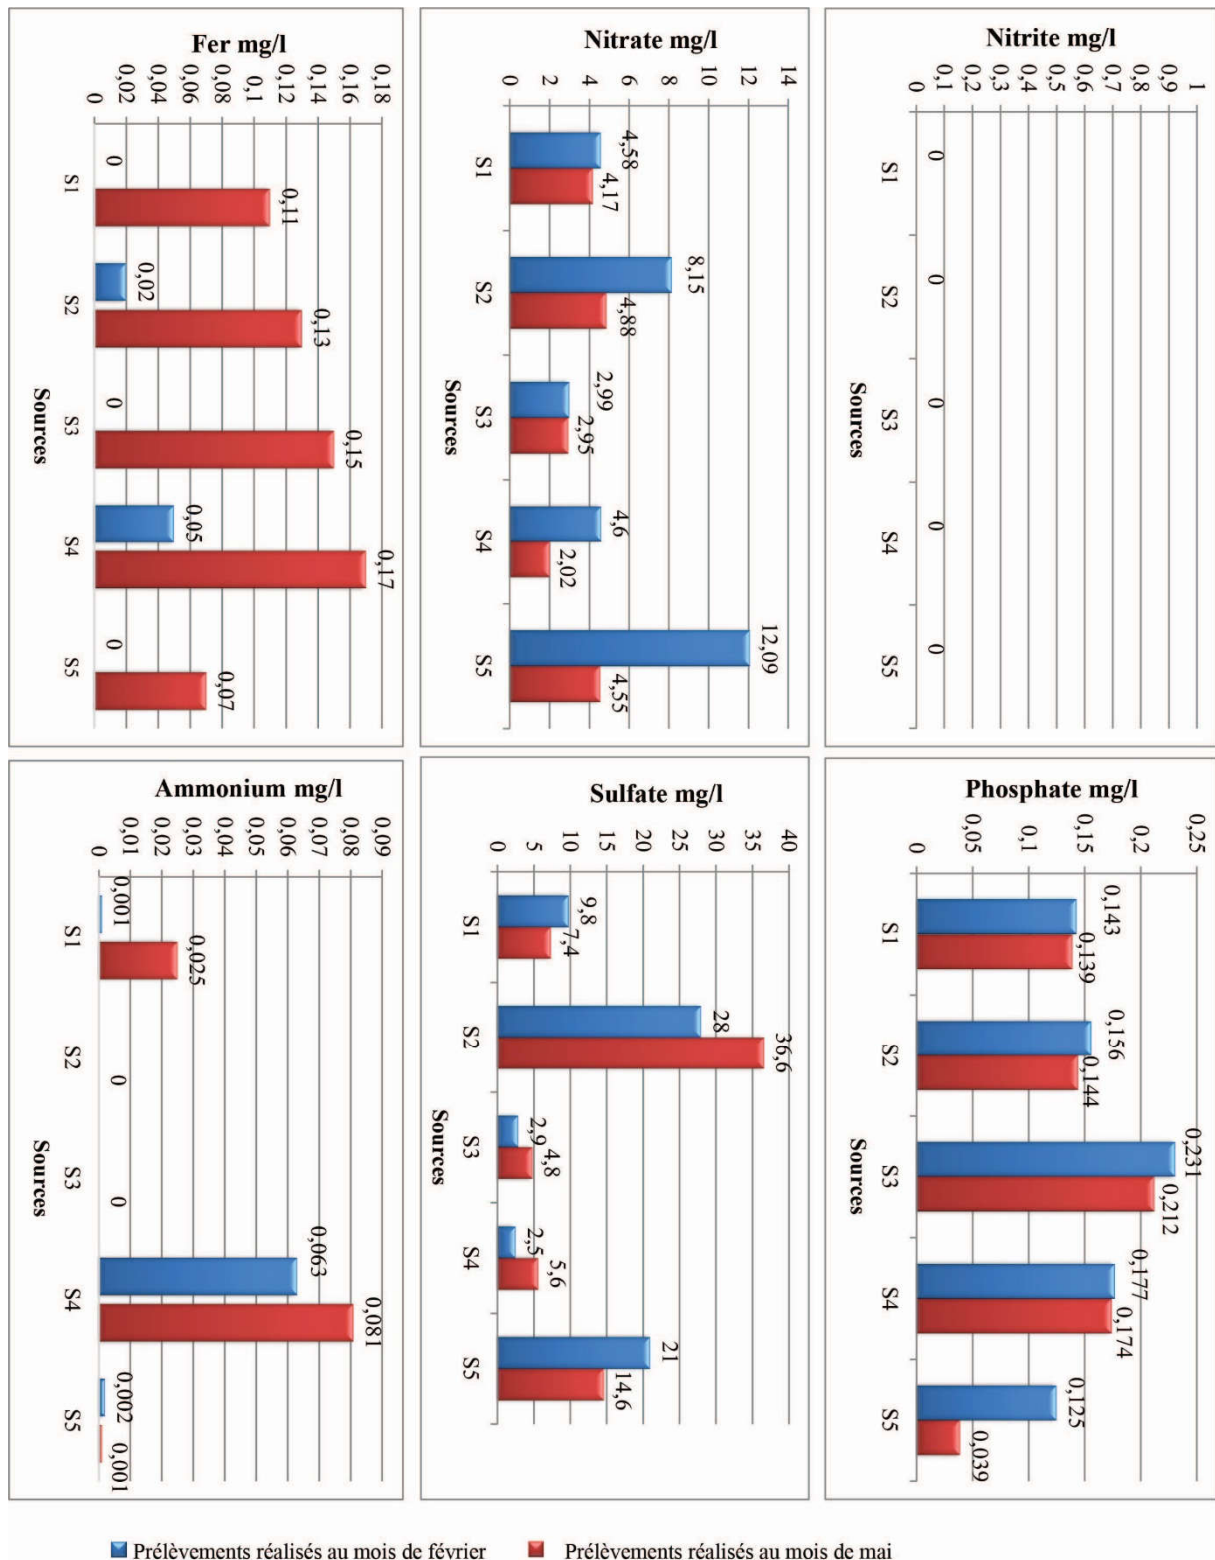 Nitrite mg/l
1
0,9
0,8
0,7
0,6
0,5
0,4
0,3
0,2
0,1
0
0
0
0
0
0
S1
S2
S3
S4
S5
Sources
Phosphate mg/l
0,25
0,2
0,15
0,1
0,05
0
0,143
0,139
0,156
0,144
0,231
0,212
0,177
0,174
0,125
0,039
S1
S2
S3
S4
S5
Sources
Nitrate mg/l
14
12
10
8
6
4
2
0
4,58
4,17
8,15
4,88
2,99
2,95
4,6
2,02
12,09
4,55
S1
S2
S3
S4
S5
Sources
Sulfate mg/l
40
35
30
25
20
15
10
5
0
9,8
7,4
28
36,6
2,9
4,8
2,5
5,6
21
14,6
S1
S2
S3
S4
S5
Sources
Fer mg/l
0,18
0,16
0,14
0,12
0,1
0,08
0,06
0,04
0,02
0
0
0,11
0,02
0,13
0
0,15
0,05
0,17
0
0,07
S1
S2
S3
S4
S5
Sources
Ammonium mg/l
0,09
0,08
0,07
0,06
0,05
0,04
0,03
0,02
0,01
0
0,001
0,025
0
0
0,063
0,081
0,002
0,001
S1
S2
S3
S4
S5
Sources
Prélèvements réalisés au mois de février
Prélèvements réalisés au mois de mai